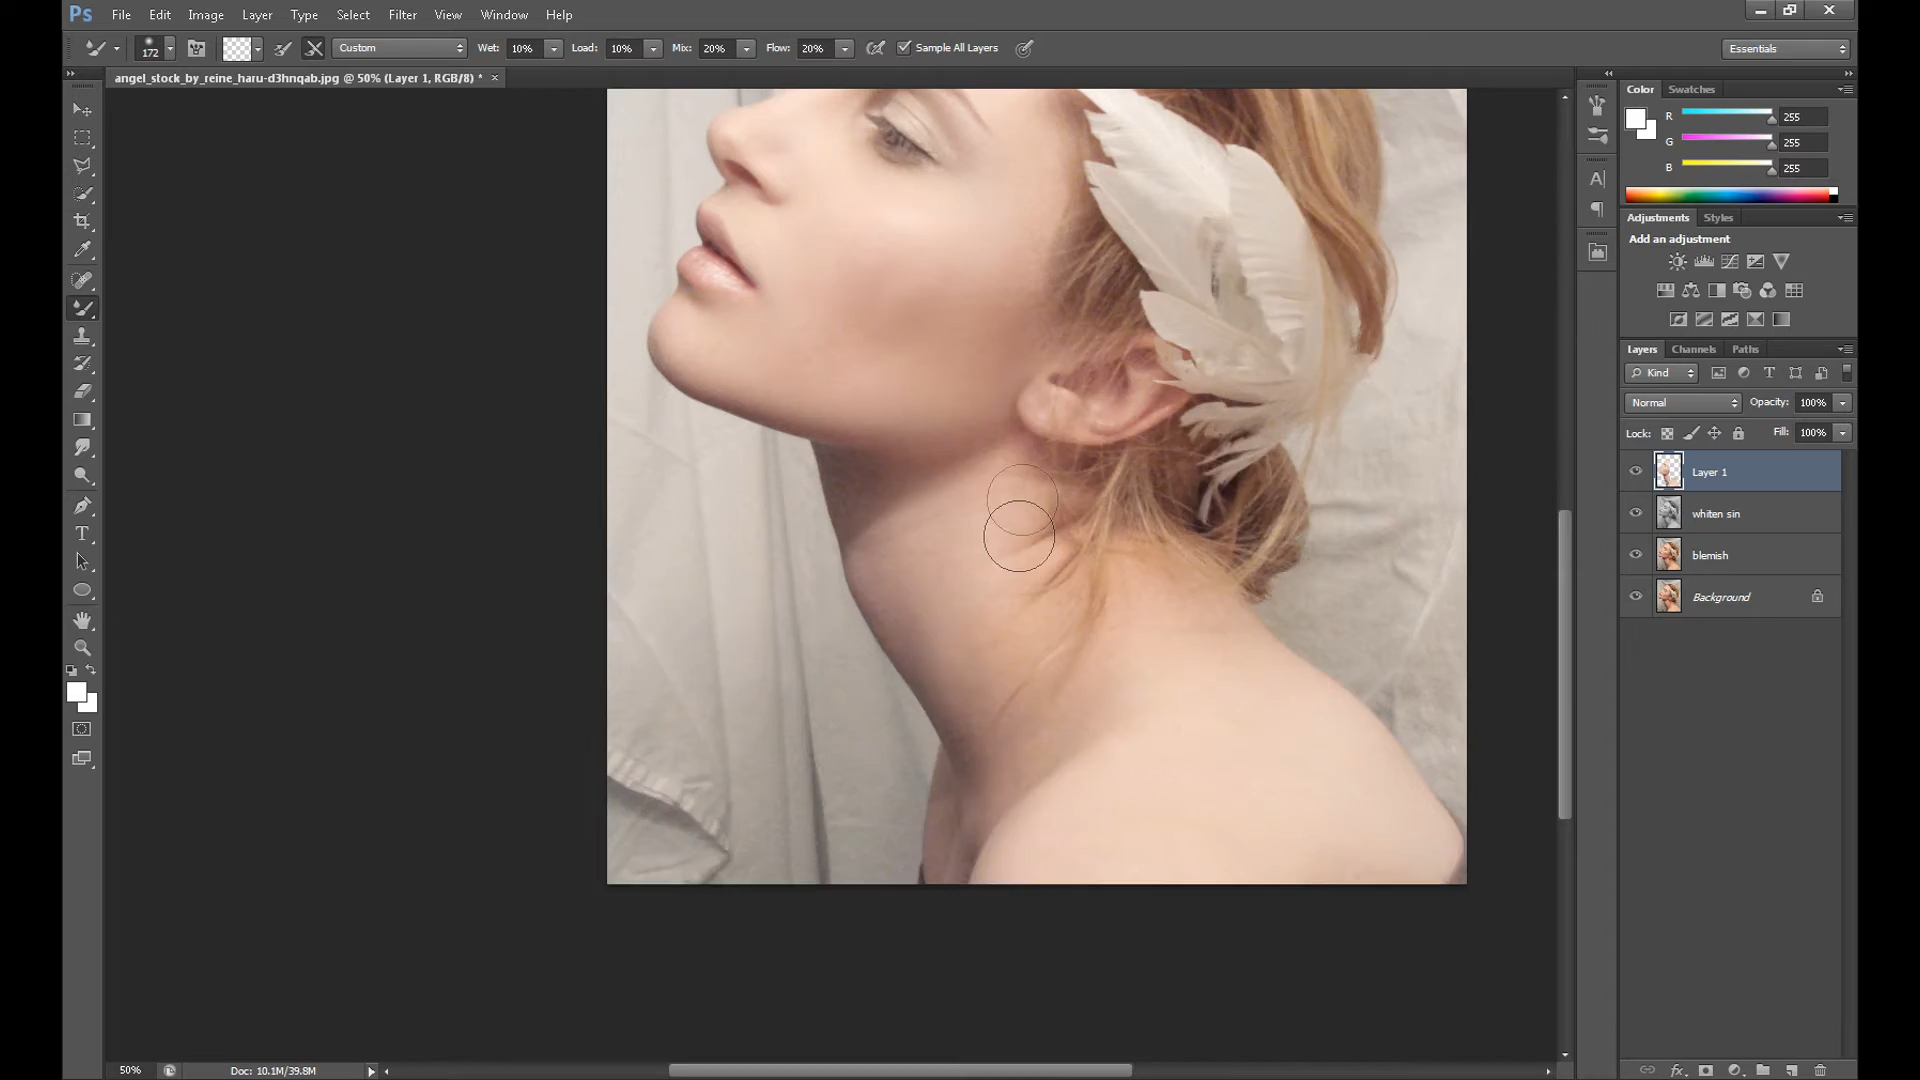 Ps File Edit Image Layer Type Select Filter View Window Help
172 Custom Wet: 10% Load: 10% Mix: 20% Flow: 20% Sample All Layers Essentials
angel_stock_by_reine_haru-d3hnqab.jpg @ 50% (Layer 1, RGB/8) *
Color Swatches
R 255
G 255
B 255
Adjustments Styles
Add an adjustment
Layers Channels Paths
Kind
Normal Opacity: 100%
Lock: Fill: 100%
Layer 1
whiten sin
blemish
Background
50% Doc: 10.1M/39.8M